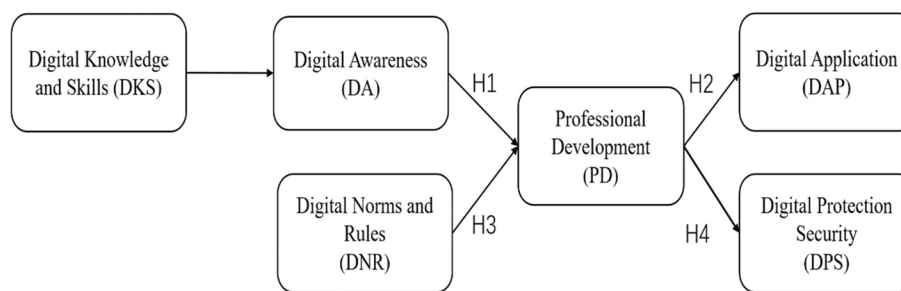 Digital Knowledge
and Skills (DKS)
Digital Awareness
(DA)
H1
Professional
Development
(PD)
H2
Digital Application
(DAP)
Digital Norms and
Rules
(DNR)
H3
H4
Digital Protection
Security
(DPS)